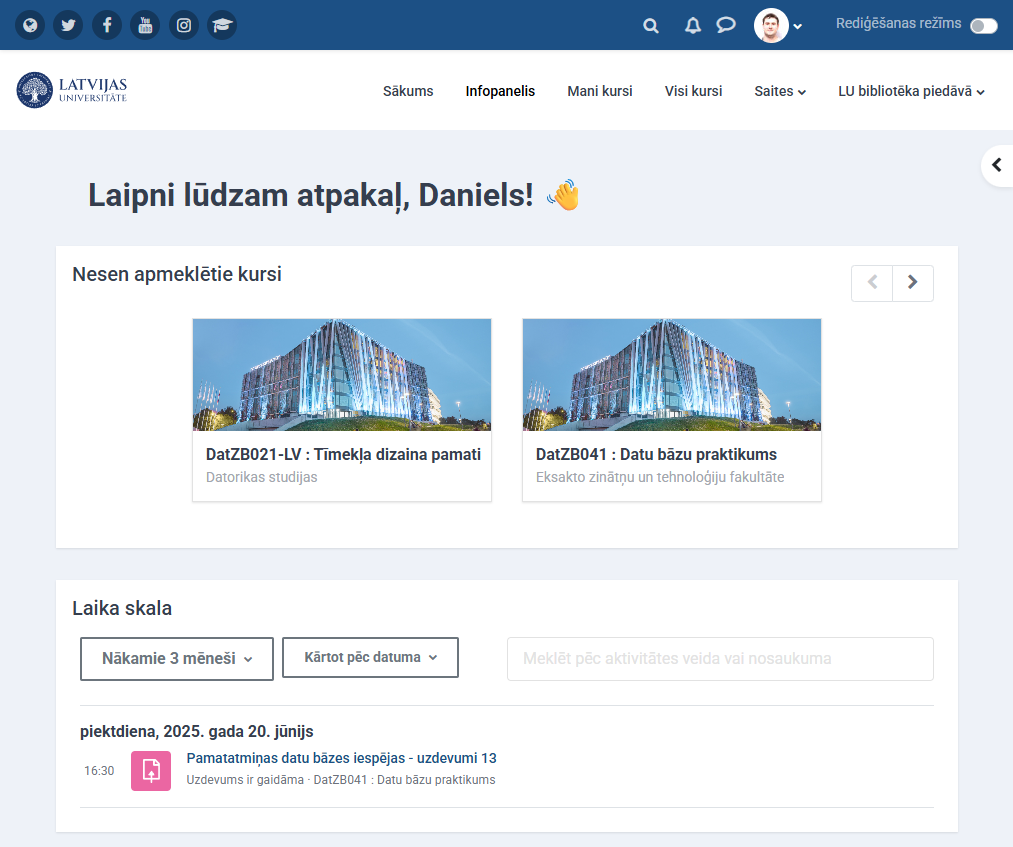 You Tube
Rediģēšanas režīms
LATVIJAS
UNIVERSITĀTE
Sākums Infopanelis Mani kursi Visi kursi Saites LU bibliotēka piedāvā
Laipni lūdzam atpakaļ, Daniels! 👋
Nesen apmeklētie kursi
DatZB021-LV : Tīmekļa dizaina pamati
Datorikas studijas
DatZB041 : Datu bāzu praktikums
Eksakto zinātņu un tehnoloģiju fakultāte
Laika skala
Nākamie 3 mēneši Kārtot pēc datuma Meklēt pēc aktivitātes veida vai nosaukuma
piektdiena, 2025. gada 20. jūnijs
16:30 Pamatatmiņas datu bāzes iespējas - uzdevumi 13
Uzdevums ir gaidāma · DatZB041 : Datu bāzu praktikums